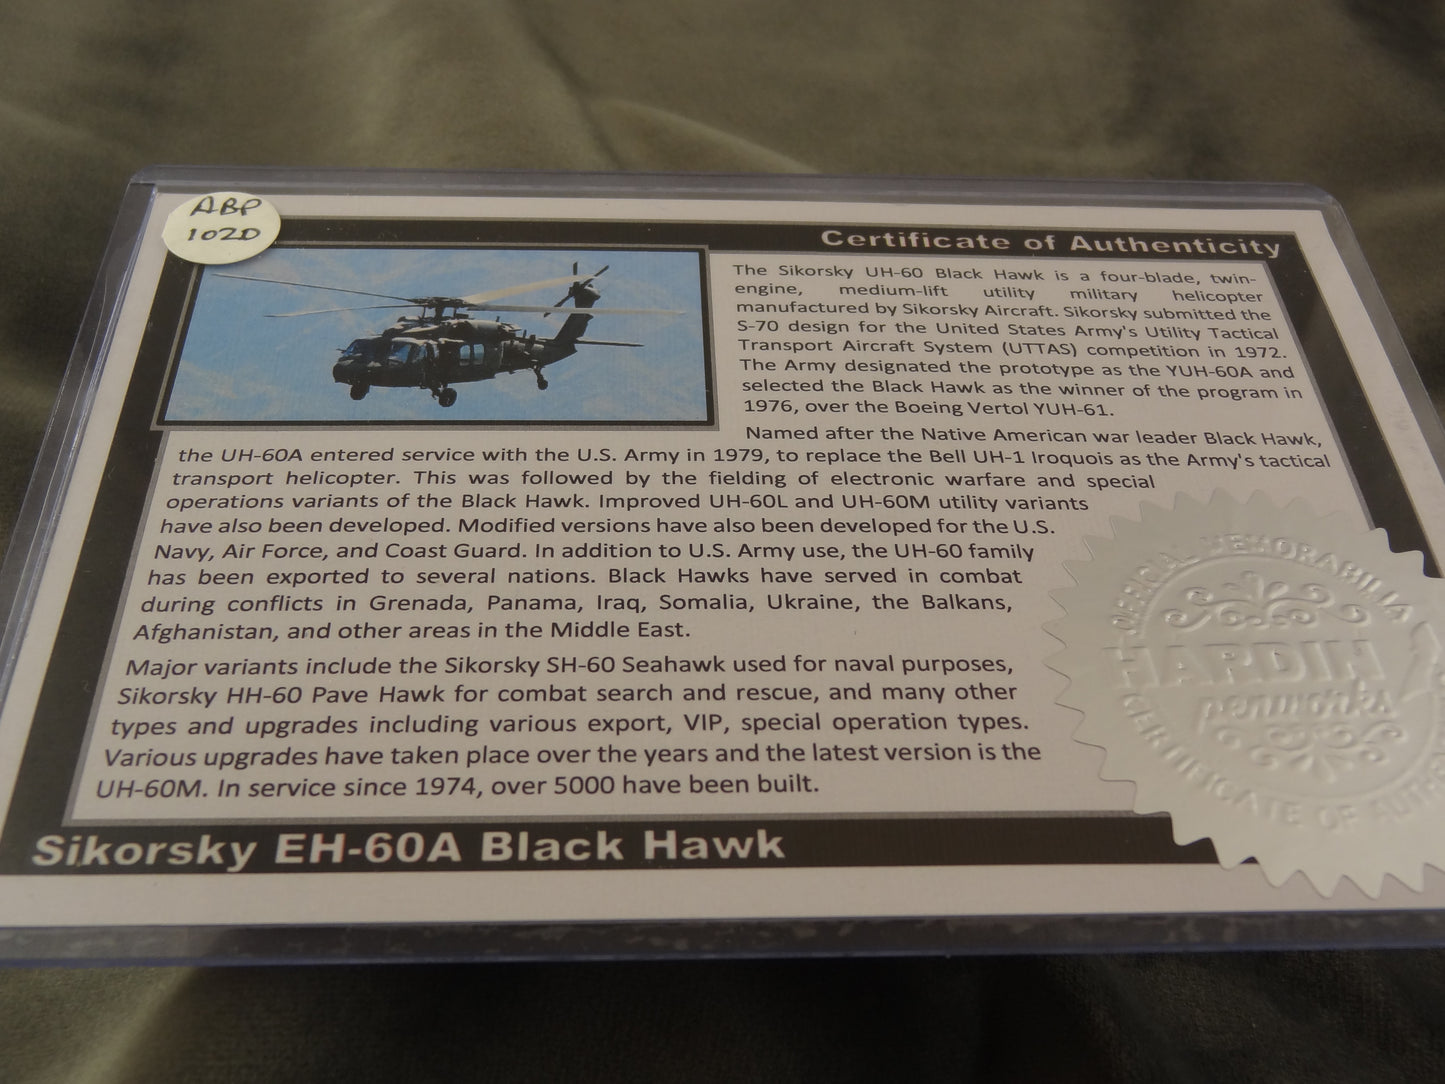 ABP
102D
Certificate of Authenticity
The Sikorsky UH-60 Black Hawk is a four-blade, twin-
engine, medium-lift utility military helicopter
manufactured by Sikorsky Aircraft. Sikorsky submitted the
S-70 design for the United States Army's Utility Tactical
Transport Aircraft System (UTTAS) competition in 1972.
The Army designated the prototype as the YUH-60A and
selected the Black Hawk as the winner of the program in
1976, over the Boeing Vertol YUH-61.
Named after the Native American war leader Black Hawk,
the UH-60A entered service with the U.S. Army in 1979, to replace the Bell UH-1 Iroquois as the Army's tactical
transport helicopter. This was followed by the fielding of electronic warfare and special
operations variants of the Black Hawk. Improved UH-60L and UH-60M utility variants
have also been developed. Modified versions have also been developed for the U.S.
Navy, Air Force, and Coast Guard. In addition to U.S. Army use, the UH-60 family
has been exported to several nations. Black Hawks have served in combat
during conflicts in Grenada, Panama, Iraq, Somalia, Ukraine, the Balkans,
Afghanistan, and other areas in the Middle East.
Major variants include the Sikorsky SH-60 Seahawk used for naval purposes,
Sikorsky HH-60 Pave Hawk for combat search and rescue, and many other
types and upgrades including various export, VIP, special operation types.
Various upgrades have taken place over the years and the latest version is the
UH-60M. In service since 1974, over 5000 have been built.
OFFICIAL MEMORABILIA
HARDIN
penworks
CERTIFICATE OF
Sikorsky EH-60A Black Hawk